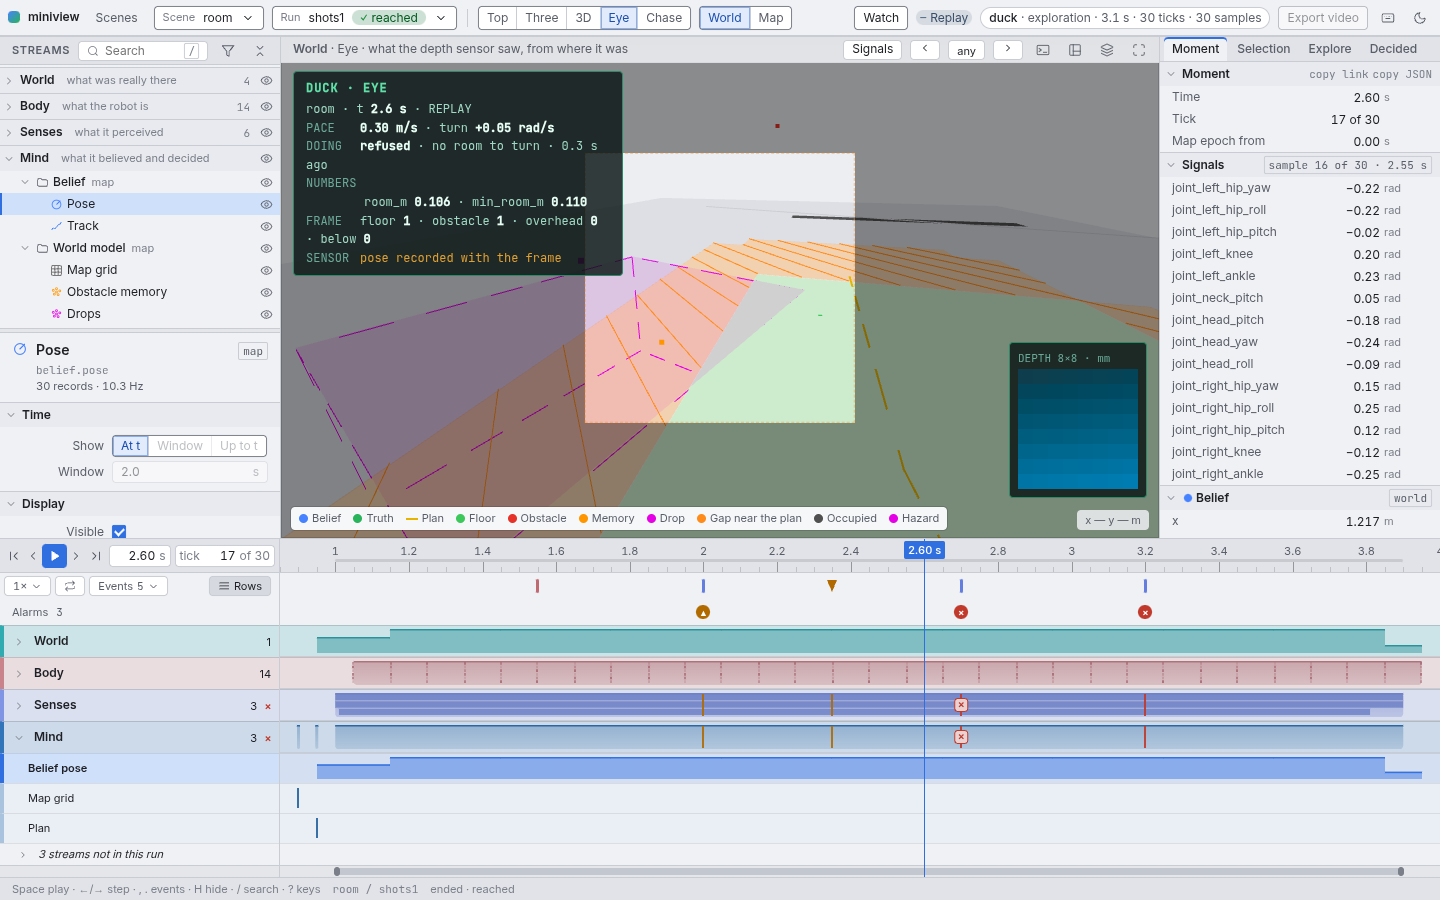 miniview Scenes Scene room Run shots1 ✓ reached Top Three 3D Eye Chase World Map Watch Replay duck · exploration · 3.1 s · 30 ticks · 30 samples Export video
STREAMS Search /
World what was really there 4
Body what the robot is 14
Senses what it perceived 6
Mind what it believed and decided
Belief map
Pose
Track
World model map
Map grid
Obstacle memory
Drops
Pose map
belief.pose
30 records · 10.3 Hz
Time
Show At t Window Up to t
Window 2.0 s
Display
Visible
World · Eye · what the depth sensor saw, from where it was Signals any
DUCK · EYE
room · t 2.6 s · REPLAY
PACE 0.30 m/s · turn +0.05 rad/s
DOING refused · no room to turn · 0.3 s
ago
NUMBERS
room_m 0.106 · min_room_m 0.110
FRAME floor 1 · obstacle 1 · overhead 0
· below 0
SENSOR pose recorded with the frame
DEPTH 8×8 · mm
Belief Truth Plan Floor Obstacle Memory Drop Gap near the plan Occupied Hazard
x — y — m
Moment Selection Explore Decided
Moment copy link copy JSON
Time 2.60 s
Tick 17 of 30
Map epoch from 0.00 s
Signals sample 16 of 30 · 2.55 s
joint_left_hip_yaw −0.22 rad
joint_left_hip_roll −0.22 rad
joint_left_hip_pitch −0.02 rad
joint_left_knee 0.20 rad
joint_left_ankle 0.23 rad
joint_neck_pitch 0.05 rad
joint_head_pitch −0.18 rad
joint_head_yaw −0.24 rad
joint_head_roll −0.09 rad
joint_right_hip_yaw 0.15 rad
joint_right_hip_roll 0.25 rad
joint_right_hip_pitch 0.12 rad
joint_right_knee −0.12 rad
joint_right_ankle −0.25 rad
Belief world
x 1.217 m
2.60 s tick 17 of 30
1 1.2 1.4 1.6 1.8 2 2.2 2.4 2.60 s 2.8 3 3.2 3.4 3.6 3.8
1× Events 5 Rows
Alarms 3
World 1
Body 14
Senses 3 ×
Mind 3 ×
Belief pose
Map grid
Plan
3 streams not in this run
Space play · ←/→ step · , . events · H hide · / search · ? keys room / shots1 ended · reached